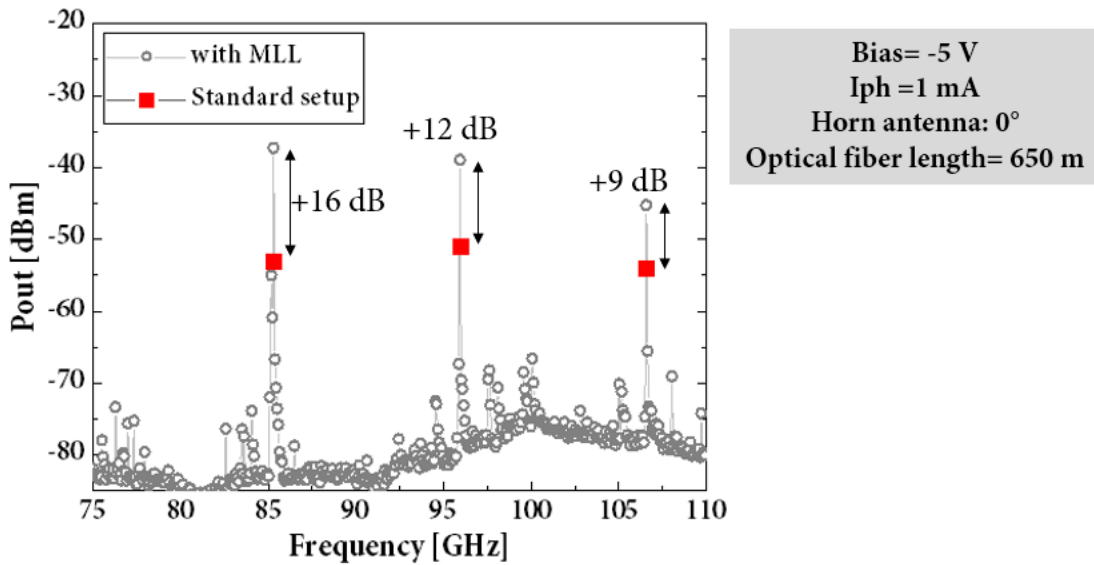 -20
-30
-40
-50
-60
-70
-80
Pout [dBm]
with MLL
Standard setup
+16 dB
+12 dB
+9 dB
75
80
85
90
95
100
105
110
Frequency [GHz]
Bias= -5 V
Iph =1 mA
Horn antenna: 0°
Optical fiber length= 650 m